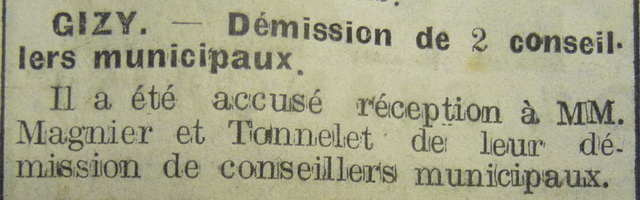 GIZY. — Démission de 2 conseil-
lers municipaux.
Il a été accusé réception à MM.
Magnier et Tonnelet de leur dé-
mission de conseillers municipaux.